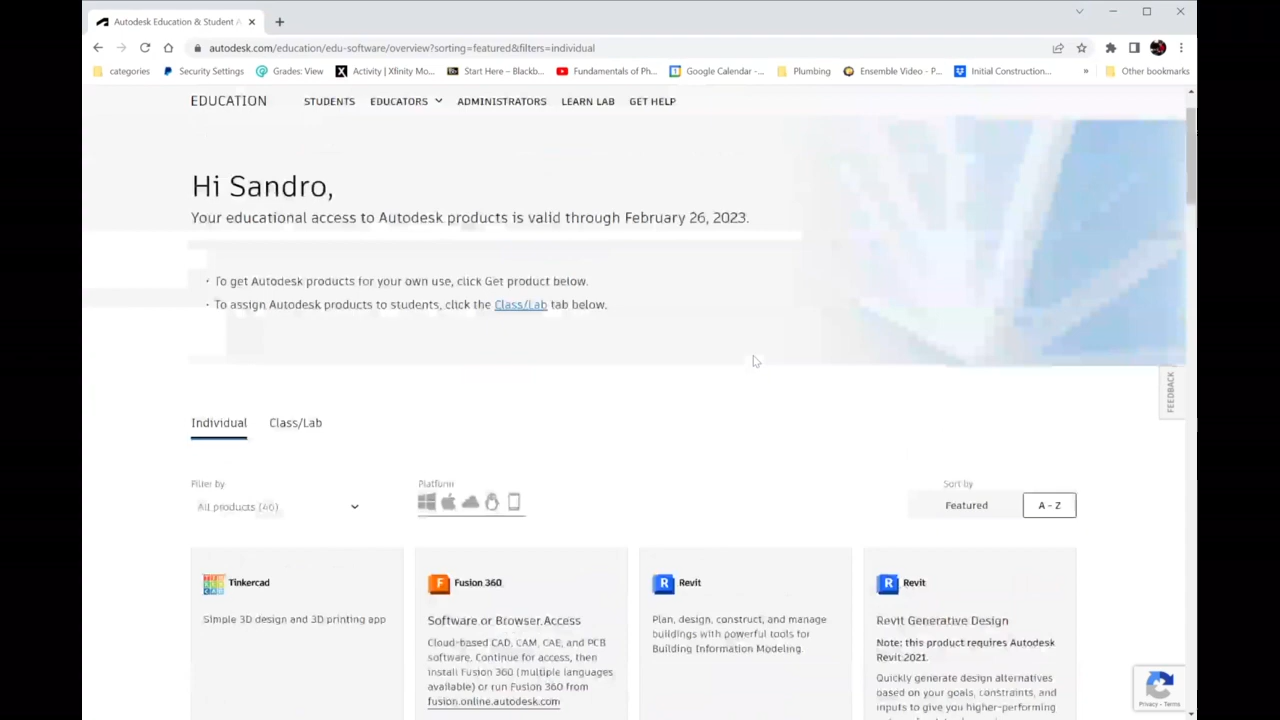 Autodesk Education & Student A
autodesk.com/education/edu-software/overview?sorting=featured&filters=individual
categories
Security Settings
Grades: View
Activity | Xfinity Mo...
Start Here – Blackb...
Fundamentals of Ph...
Google Calendar -...
Plumbing
Ensemble Video - P...
Initial Construction...
»
Other bookmarks
EDUCATION
STUDENTS
EDUCATORS
ADMINISTRATORS
LEARN LAB
GET HELP
Hi Sandro,
Your educational access to Autodesk products is valid through February 26, 2023.
· To get Autodesk products for your own use, click Get product below.
· To assign Autodesk products to students, click the Class/Lab tab below.
FEEDBACK
Individual
Class/Lab
Filter by
All products (46)
Platform
Sort by
Featured
A - Z
TIN
KER
CAD
Tinkercad
Simple 3D design and 3D printing app
F
Fusion 360
Software or Browser Access
Cloud-based CAD, CAM, CAE, and PCB
software. Continue for access, then
install Fusion 360 (multiple languages
available) or run Fusion 360 from
fusion.online.autodesk.com
R
Revit
Plan, design, construct, and manage
buildings with powerful tools for
Building Information Modeling
R
Revit
Revit Generative Design
Note: this product requires Autodesk
Revit 2021.
Quickly generate design alternatives
based on your goals, constraints, and
inputs to give you higher-performing
Privacy - Terms